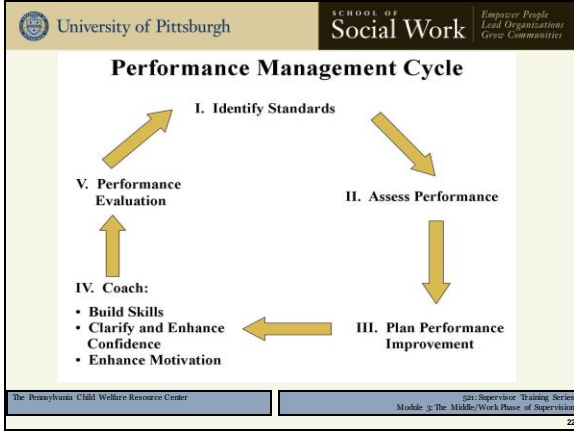 University of Pittsburgh
SCHOOL OF
Social Work
Empower People
Lead Organizations
Grow Communities
Performance Management Cycle
I. Identify Standards
II. Assess Performance
III. Plan Performance
Improvement
IV. Coach:
• Build Skills
• Clarify and Enhance
Confidence
• Enhance Motivation
V. Performance
Evaluation
The Pennsylvania Child Welfare Resource Center
521: Supervisor Training Series
Module 3: The Middle/Work Phase of Supervision
22